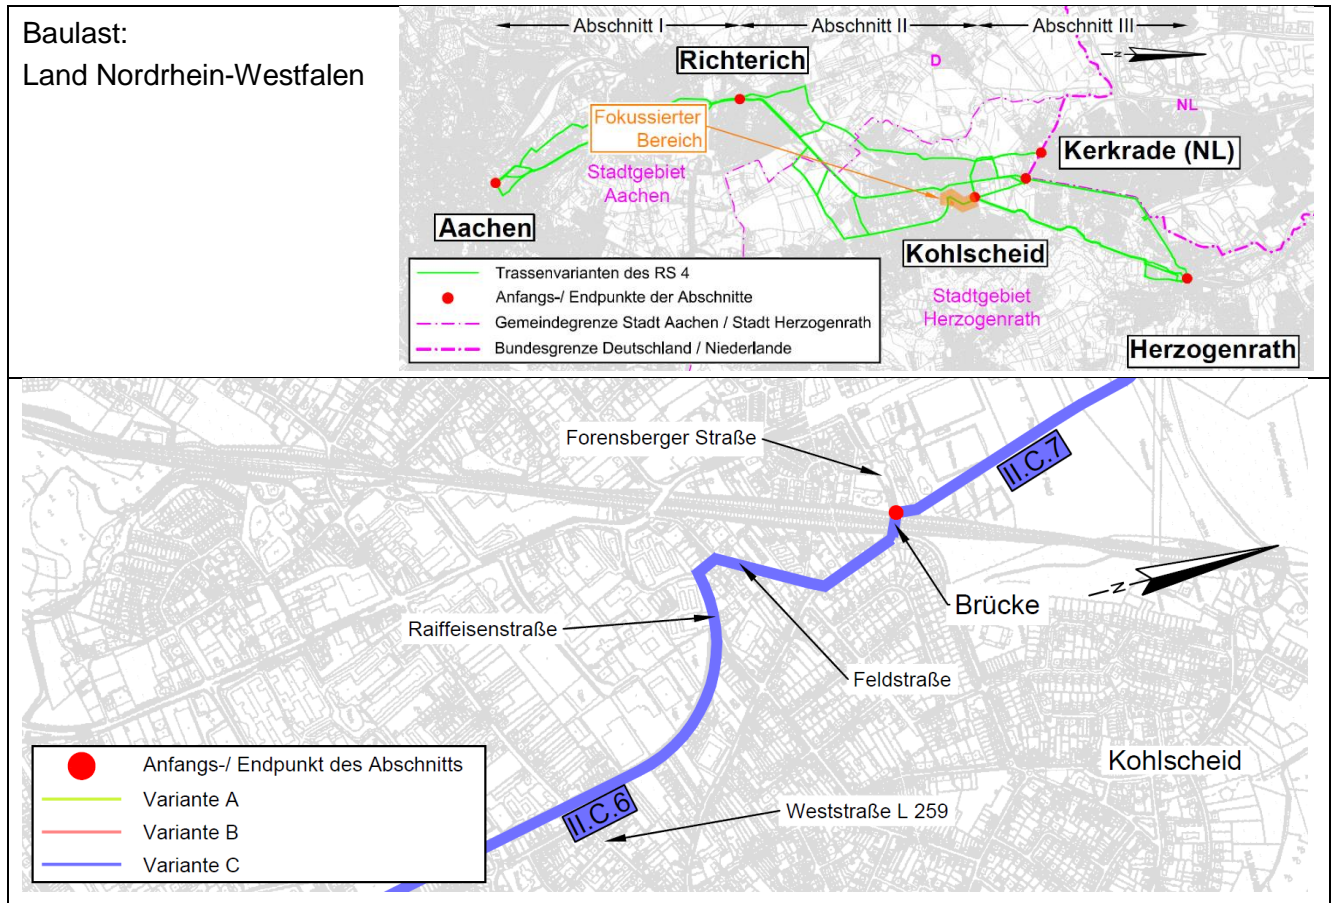 Baulast:
Land Nordrhein-Westfalen
Abschnitt I
Abschnitt II
Abschnitt III
Richterich
D
N
NL
Fokussierter
Bereich
Kerkrade (NL)
Stadtgebiet
Aachen
Aachen
Kohlscheid
Trassenvarianten des RS 4
Anfangs-/ Endpunkte der Abschnitte
Gemeindegrenze Stadt Aachen / Stadt Herzogenrath
Bundesgrenze Deutschland / Niederlande
Stadtgebiet
Herzogenrath
Herzogenrath
Forensberger Straße
II.C.7
N
Brücke
Raiffeisenstraße
Feldstraße
Kohlscheid
II.C.6
Weststraße L 259
Anfangs-/ Endpunkt des Abschnitts
Variante A
Variante B
Variante C